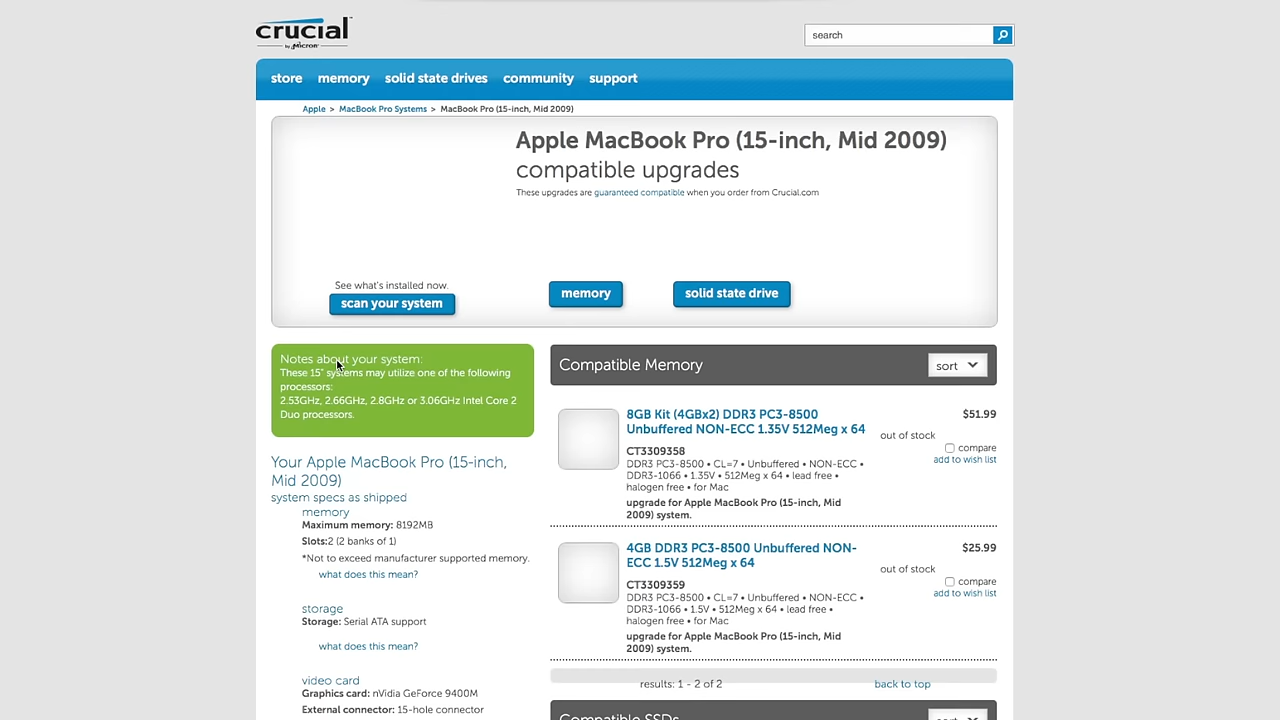 crucial
by Micron
search
store memory solid state drives community support
Apple > MacBook Pro Systems > MacBook Pro (15-inch, Mid 2009)
Apple MacBook Pro (15-inch, Mid 2009)
compatible upgrades
These upgrades are guaranteed compatible when you order from Crucial.com
See what's installed now.
scan your system
memory
solid state drive
Notes about your system:
These 15" systems may utilize one of the following
processors:
2.53GHz, 2.66GHz, 2.8GHz or 3.06GHz Intel Core 2
Duo processors.
Your Apple MacBook Pro (15-inch,
Mid 2009)
system specs as shipped
memory
Maximum memory: 8192MB
Slots:2 (2 banks of 1)
*Not to exceed manufacturer supported memory.
what does this mean?
storage
Storage: Serial ATA support
what does this mean?
video card
Graphics card: nVidia GeForce 9400M
External connector: 15-hole connector
Compatible Memory
sort
8GB Kit (4GBx2) DDR3 PC3-8500
Unbuffered NON-ECC 1.35V 512Meg x 64
CT3309358
DDR3 PC3-8500 • CL=7 • Unbuffered • NON-ECC •
DDR3-1066 • 1.35V • 512Meg x 64 • lead free •
halogen free • for Mac
upgrade for Apple MacBook Pro (15-inch, Mid
2009) system.
$51.99
out of stock
compare
add to wish list
4GB DDR3 PC3-8500 Unbuffered NON-
ECC 1.5V 512Meg x 64
CT3309359
DDR3 PC3-8500 • CL=7 • Unbuffered • NON-ECC •
DDR3-1066 • 1.5V • 512Meg x 64 • lead free •
halogen free • for Mac
upgrade for Apple MacBook Pro (15-inch, Mid
2009) system.
$25.99
out of stock
compare
add to wish list
results: 1 - 2 of 2
back to top
Compatible SSDs
sort